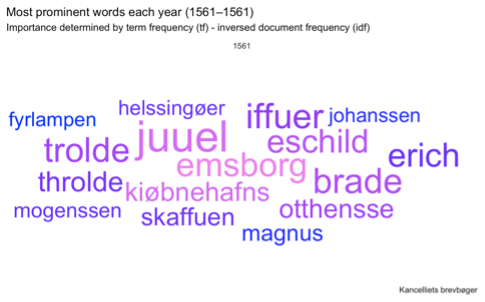 Most prominent words each year (1561–1561)
Importance determined by term frequency (tf) - inversed document frequency (idf)
1561
helssingøer
iffuer
johanssen
fyrlampen
juuel
eschild
trolde
emsborg
erich
throlde
kiøbnehafns
brade
mogenssen
skaffuen
otthensse
magnus
Kancelliets brevbøger